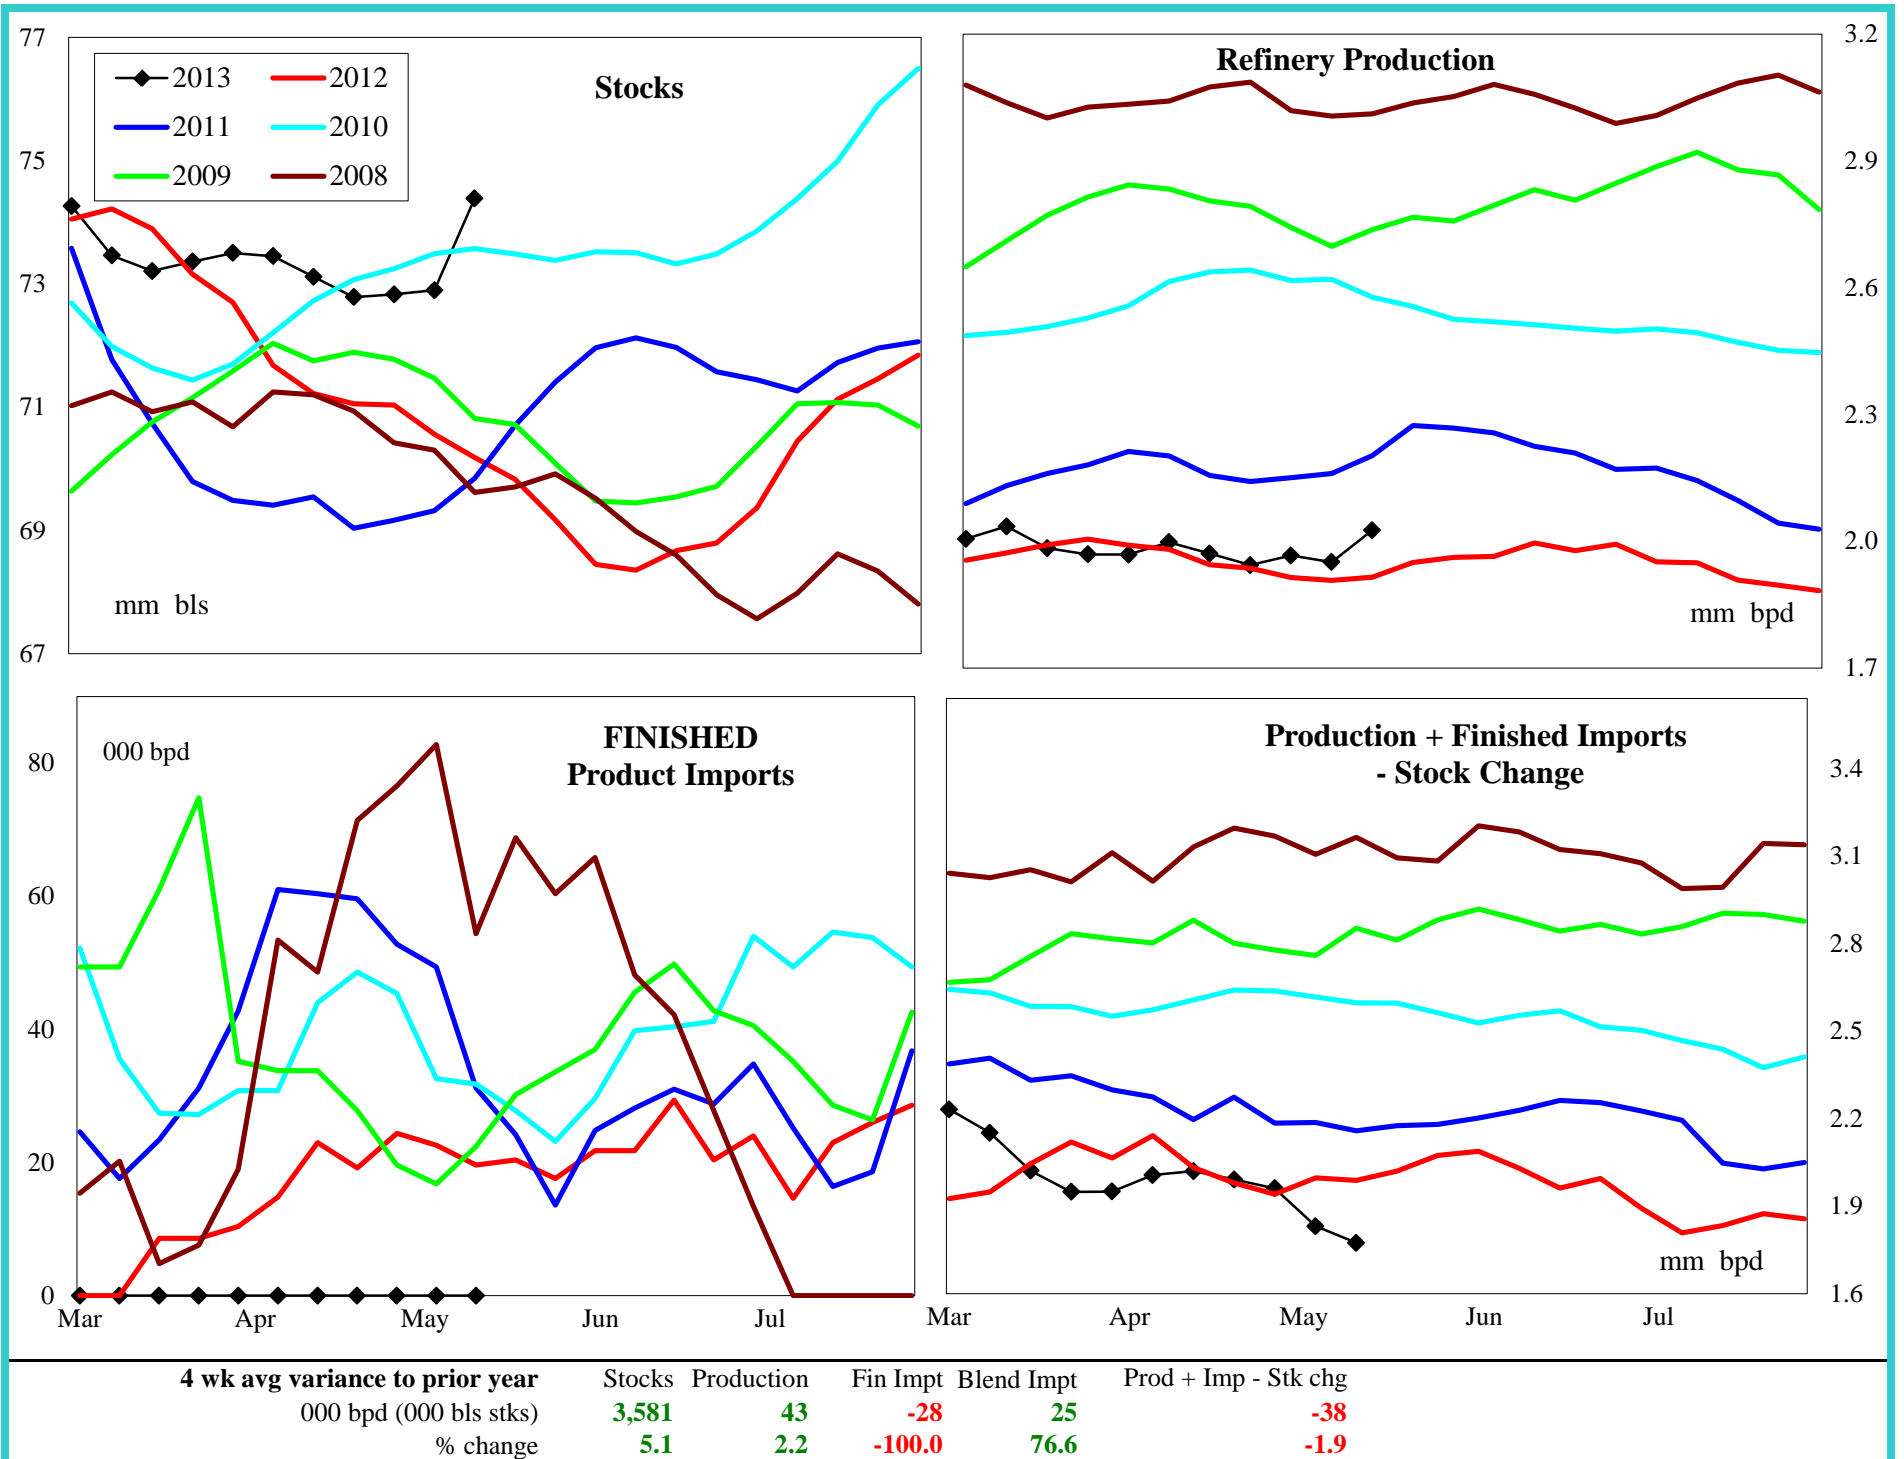 77
75
73
71
69
67
2013
2012
2011
2010
2009
2008
Stocks
mm bls
Refinery Production
mm bpd
3.2
2.9
2.6
2.3
2.0
1.7
80
60
40
20
0
000 bpd
FINISHED
Product Imports
Mar Apr May Jun Jul
Production + Finished Imports
- Stock Change
mm bpd
3.4
3.1
2.8
2.5
2.2
1.9
1.6
Mar Apr May Jun Jul
4 wk avg variance to prior year Stocks Production Fin Impt Blend Impt Prod + Imp - Stk chg
000 bpd (000 bls stks) 3,581 43 -28 25 -38
% change 5.1 2.2 -100.0 76.6 -1.9